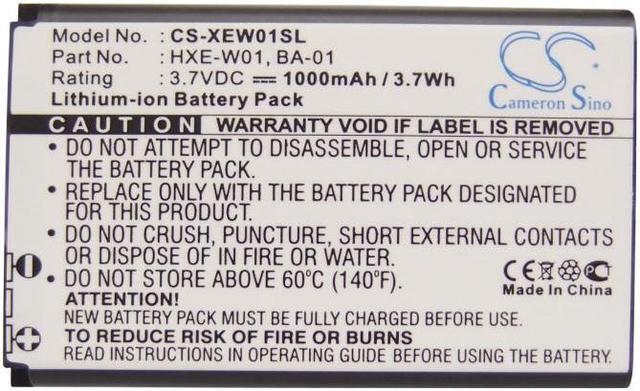 Model No. : CS-XEW01SL
Part No. : HXE-W01, BA-01
Rating : 3.7VDC 1000mAh / 3.7Wh
Lithium-ion Battery Pack
CS
Cameron Sino
CAUTION WARRANTY VOID IF LABEL IS REMOVED
• DO NOT ATTEMPT TO DISASSEMBLE, OPEN OR SERVICE
THE BATTERY PACK.
• REPLACE ONLY WITH THE BATTERY PACK DESIGNATED
FOR THIS PRODUCT.
• DO NOT CRUSH, PUNCTURE, SHORT EXTERNAL CONTACTS
OR DISPOSE OF IN FIRE.
• DO NOT STORE ABOVE 60°C (140°F).
CE PCT
Made In China
ATTENTION!
NEW BATTERY PACK, MUST BE FULLY CHARGED BEFORE USE
TO REDUCE RISK OF FIRE OR BURNS
READ INSTRUCTIONS IN OPERATING GUIDE BEFORE BATTERY USE